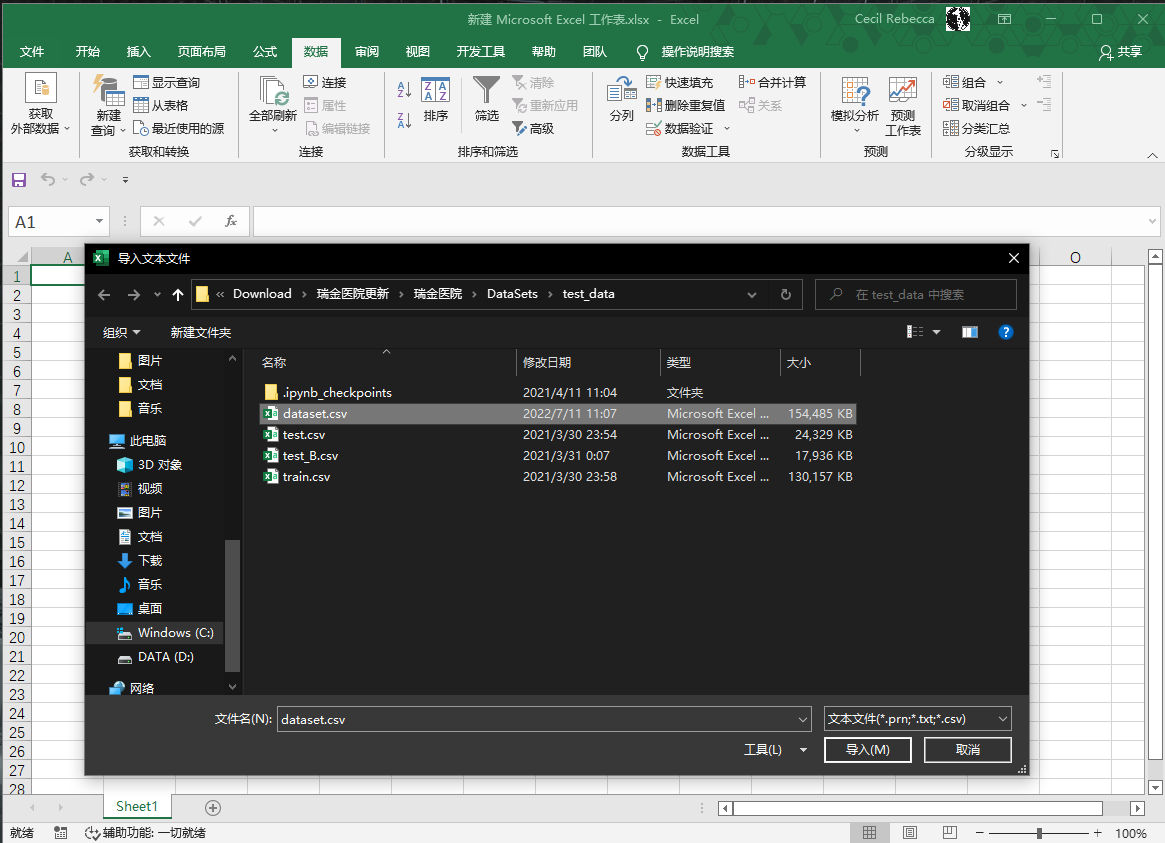 新建 Microsoft Excel 工作表.xlsx - Excel
Cecil Rebecca
文件 开始 插入 页面布局 公式 数据 审阅 视图 开发工具 帮助 团队 操作说明搜索 共享
获取
外部数据
新建
查询
显示查询
从表格
最近使用的源
获取和转换
全部刷新
连接
属性
编辑链接
连接
排序
筛选
清除
重新应用
高级
排序和筛选
分列
快速填充
删除重复值
数据验证
合并计算
关系
数据工具
模拟分析
预测
工作表
预测
组合
取消组合
分类汇总
分级显示
A1
fx
A
O
1
2
3
4
5
6
7
8
9
10
11
12
13
14
15
16
17
18
19
20
21
22
23
24
25
26
27
28
导入文本文件
« Download › 瑞金医院更新 › 瑞金医院 › DataSets › test_data
在 test_data 中搜索
组织 新建文件夹
图片
文档
音乐
此电脑
3D 对象
视频
图片
文档
下载
音乐
桌面
Windows (C:)
DATA (D:)
网络
名称 修改日期 类型 大小
.ipynb_checkpoints 2021/4/11 11:04 文件夹
dataset.csv 2022/7/11 11:07 Microsoft Excel ... 154,485 KB
test.csv 2021/3/30 23:54 Microsoft Excel ... 24,329 KB
test_B.csv 2021/3/31 0:07 Microsoft Excel ... 17,936 KB
train.csv 2021/3/30 23:58 Microsoft Excel ... 130,157 KB
文件名(N): dataset.csv 文本文件(*.prn;*.txt;*.csv)
工具(L) 导入(M) 取消
Sheet1
就绪 辅助功能: 一切就绪 100%